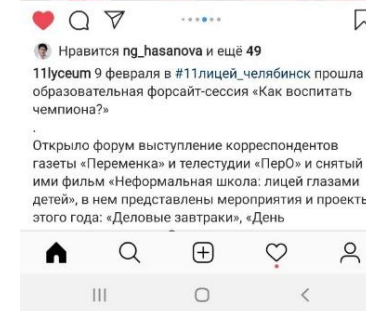 Нравится ng_hasanova и ещё 49
11lyceum 9 февраля в #11лицей_челябинск прошла
образовательная форсайт-сессия «Как воспитать
чемпиона?»
.
Открыло форум выступление корреспондентов
газеты «Переменка» и телестудии «ПерО» и снятый
ими фильм «Неформальная школа: лицей глазами
детей», в нем представлены мероприятия и проекты
этого года: «Деловые завтраки», «День